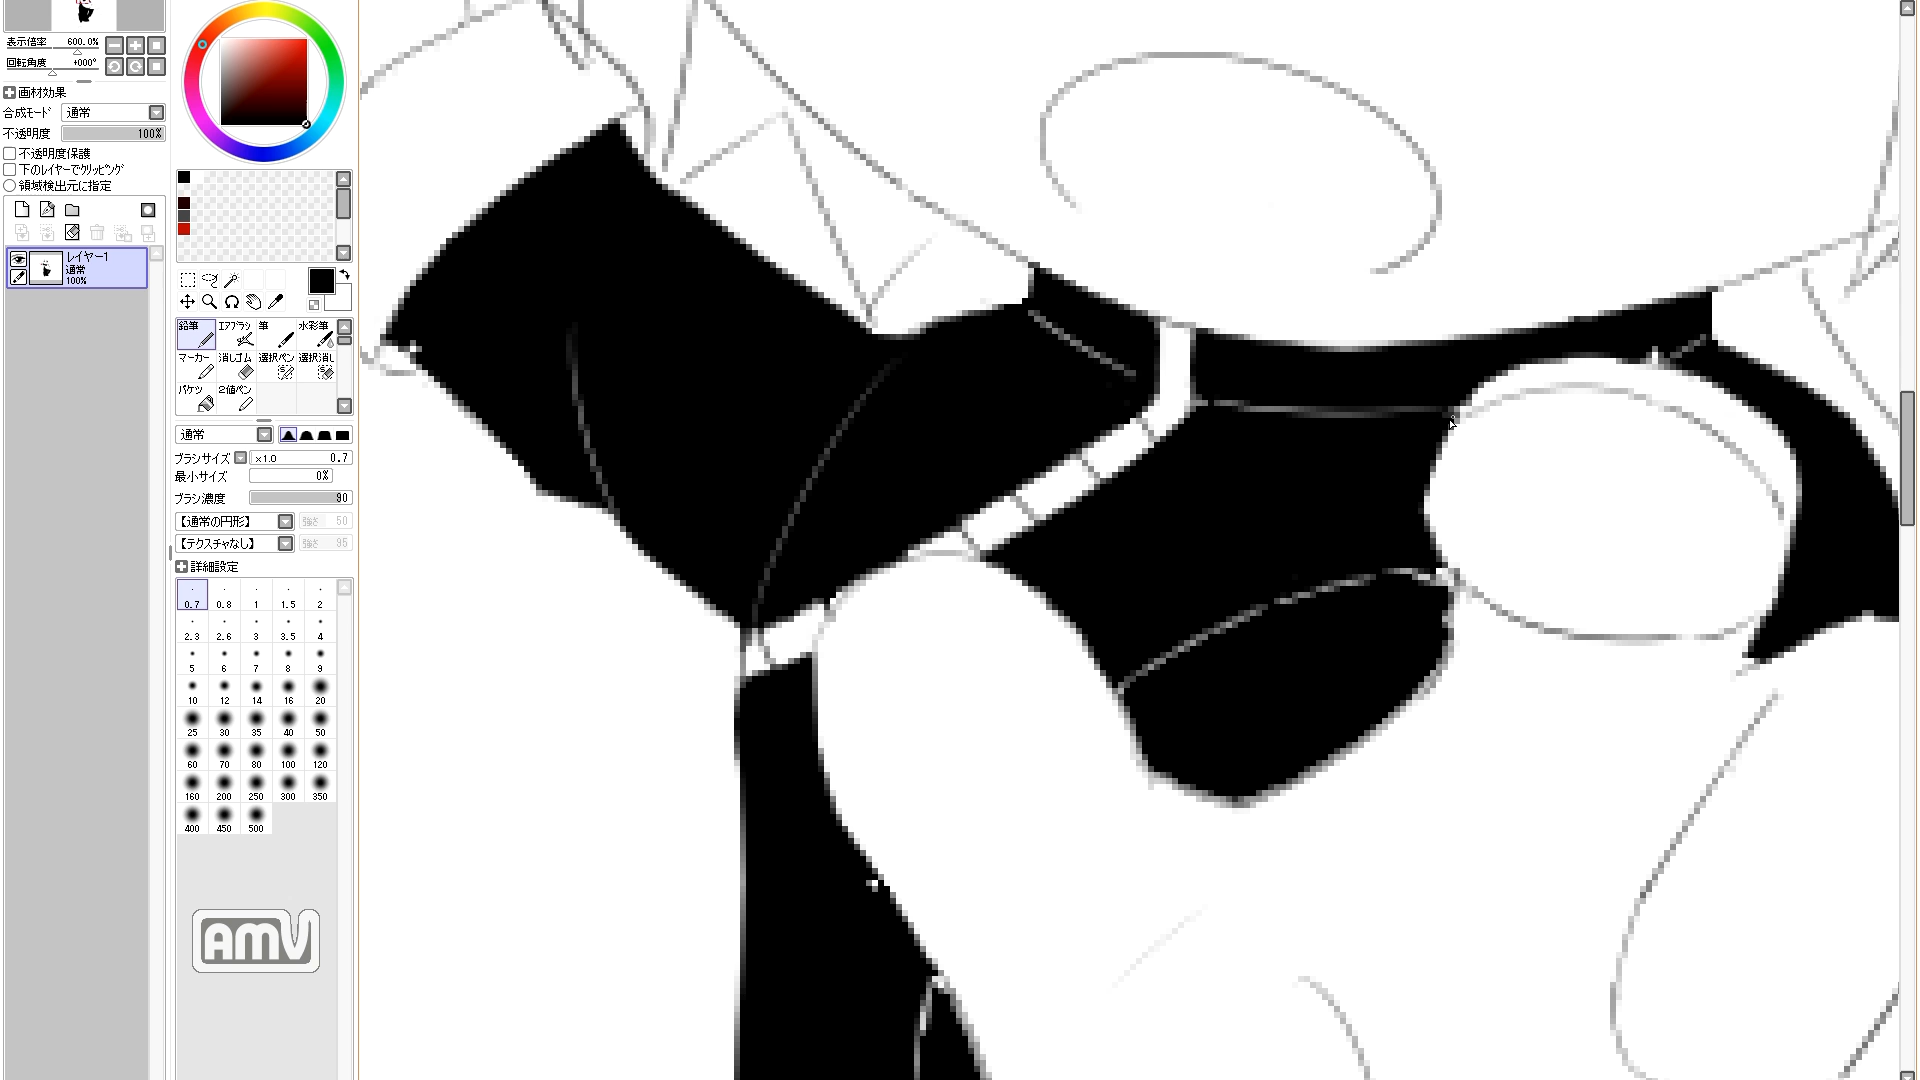 表示倍率 600.0%
回転角度 +000°
画材効果
合成モード 通常
不透明度 100%
不透明度保護
下のレイヤーでクリッピング
領域検出元に指定
レイヤー1
通常
100%
鉛筆 エアブラシ 筆 水彩筆
マーカー 消しゴム 選択ペン 選択消し
バケツ 2値ペン
通常
ブラシサイズ ×1.0 0.7
最小サイズ 0%
ブラシ濃度 90
【通常の円形】 強さ 50
【テクスチャなし】 強さ 95
詳細設定
0.7 0.8 1 1.5 2
2.3 2.6 3 3.5 4
5 6 7 8 9
10 12 14 16 20
25 30 35 40 50
60 70 80 100 120
160 200 250 300 350
400 450 500
AMV